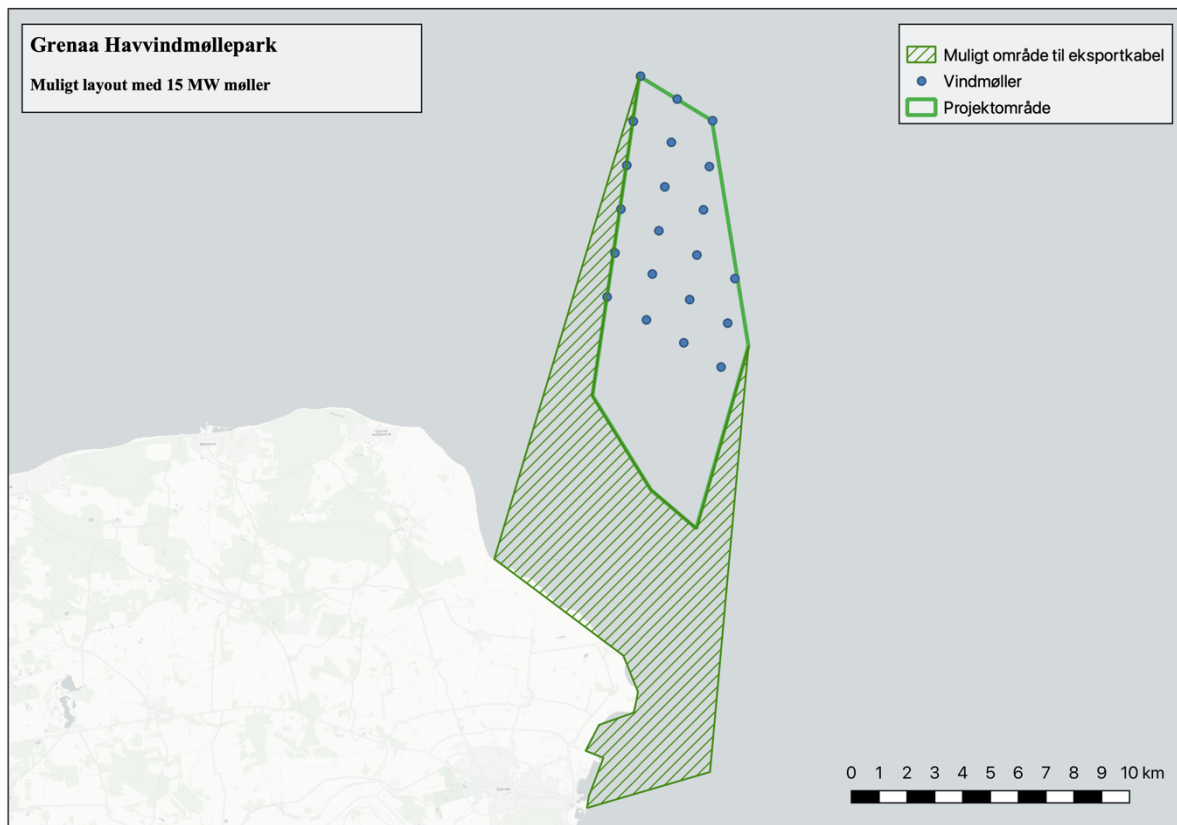 Grenaa Havvindmøllepark
Muligt layout med 15 MW møller
Muligt område til eksportkabel
Vindmøller
Projektområde
0 1 2 3 4 5 6 7 8 9 10 km